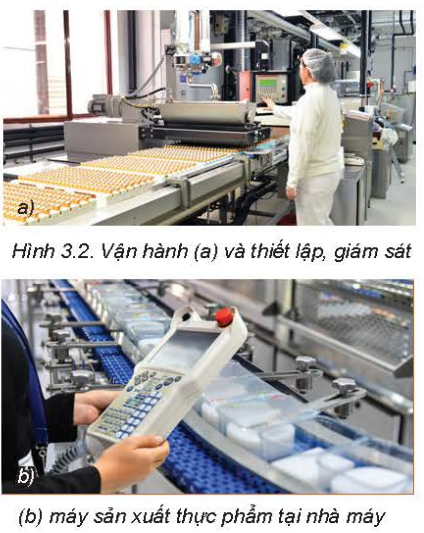 a)
Hình 3.2. Vận hành (a) và thiết lập, giám sát
b)
(b) máy sản xuất thực phẩm tại nhà máy